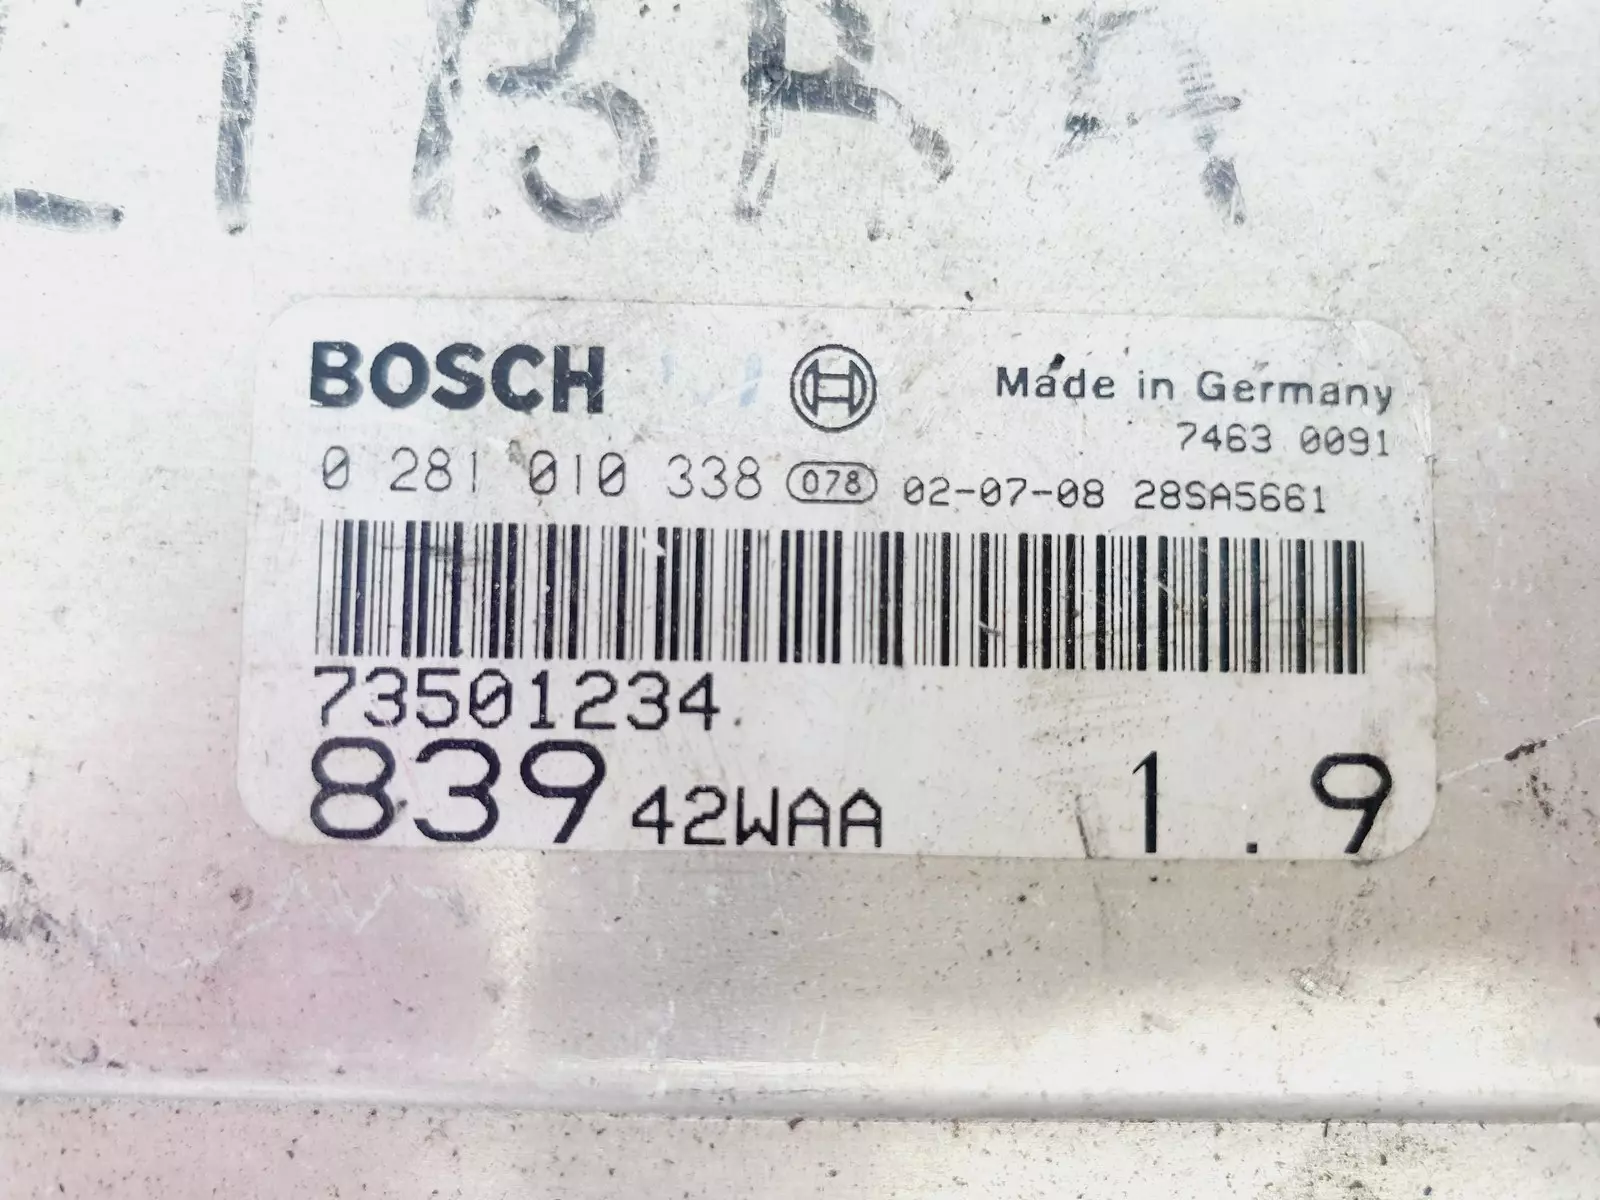 LIBRA
BOSCH
Made in Germany
7463 0091
0 281 010 338 078 02-07-08 28SA5661
73501234
839 42WAA 1.9